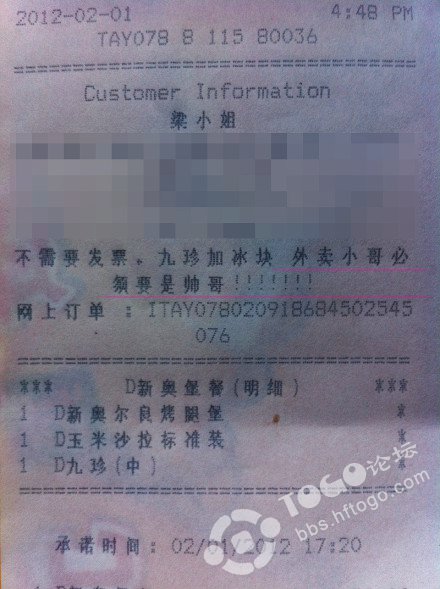 2012-02-01 4:48 PM
TAY078 8 115 80036
Customer Information
梁小姐
不需要发票。九珍加冰块 外卖小哥必
须要是帅哥!!!!!!!
网上订单 : ITAY078020918684502545
076
*** D新奥堡餐(明细) ***
1 D新奥尔良烤腿堡 *
1 D玉米沙拉标准装 *
1 D九珍(中) *
TOGO论坛
bbs.hftogo.com
承诺时间: 02/01/2012 17:20